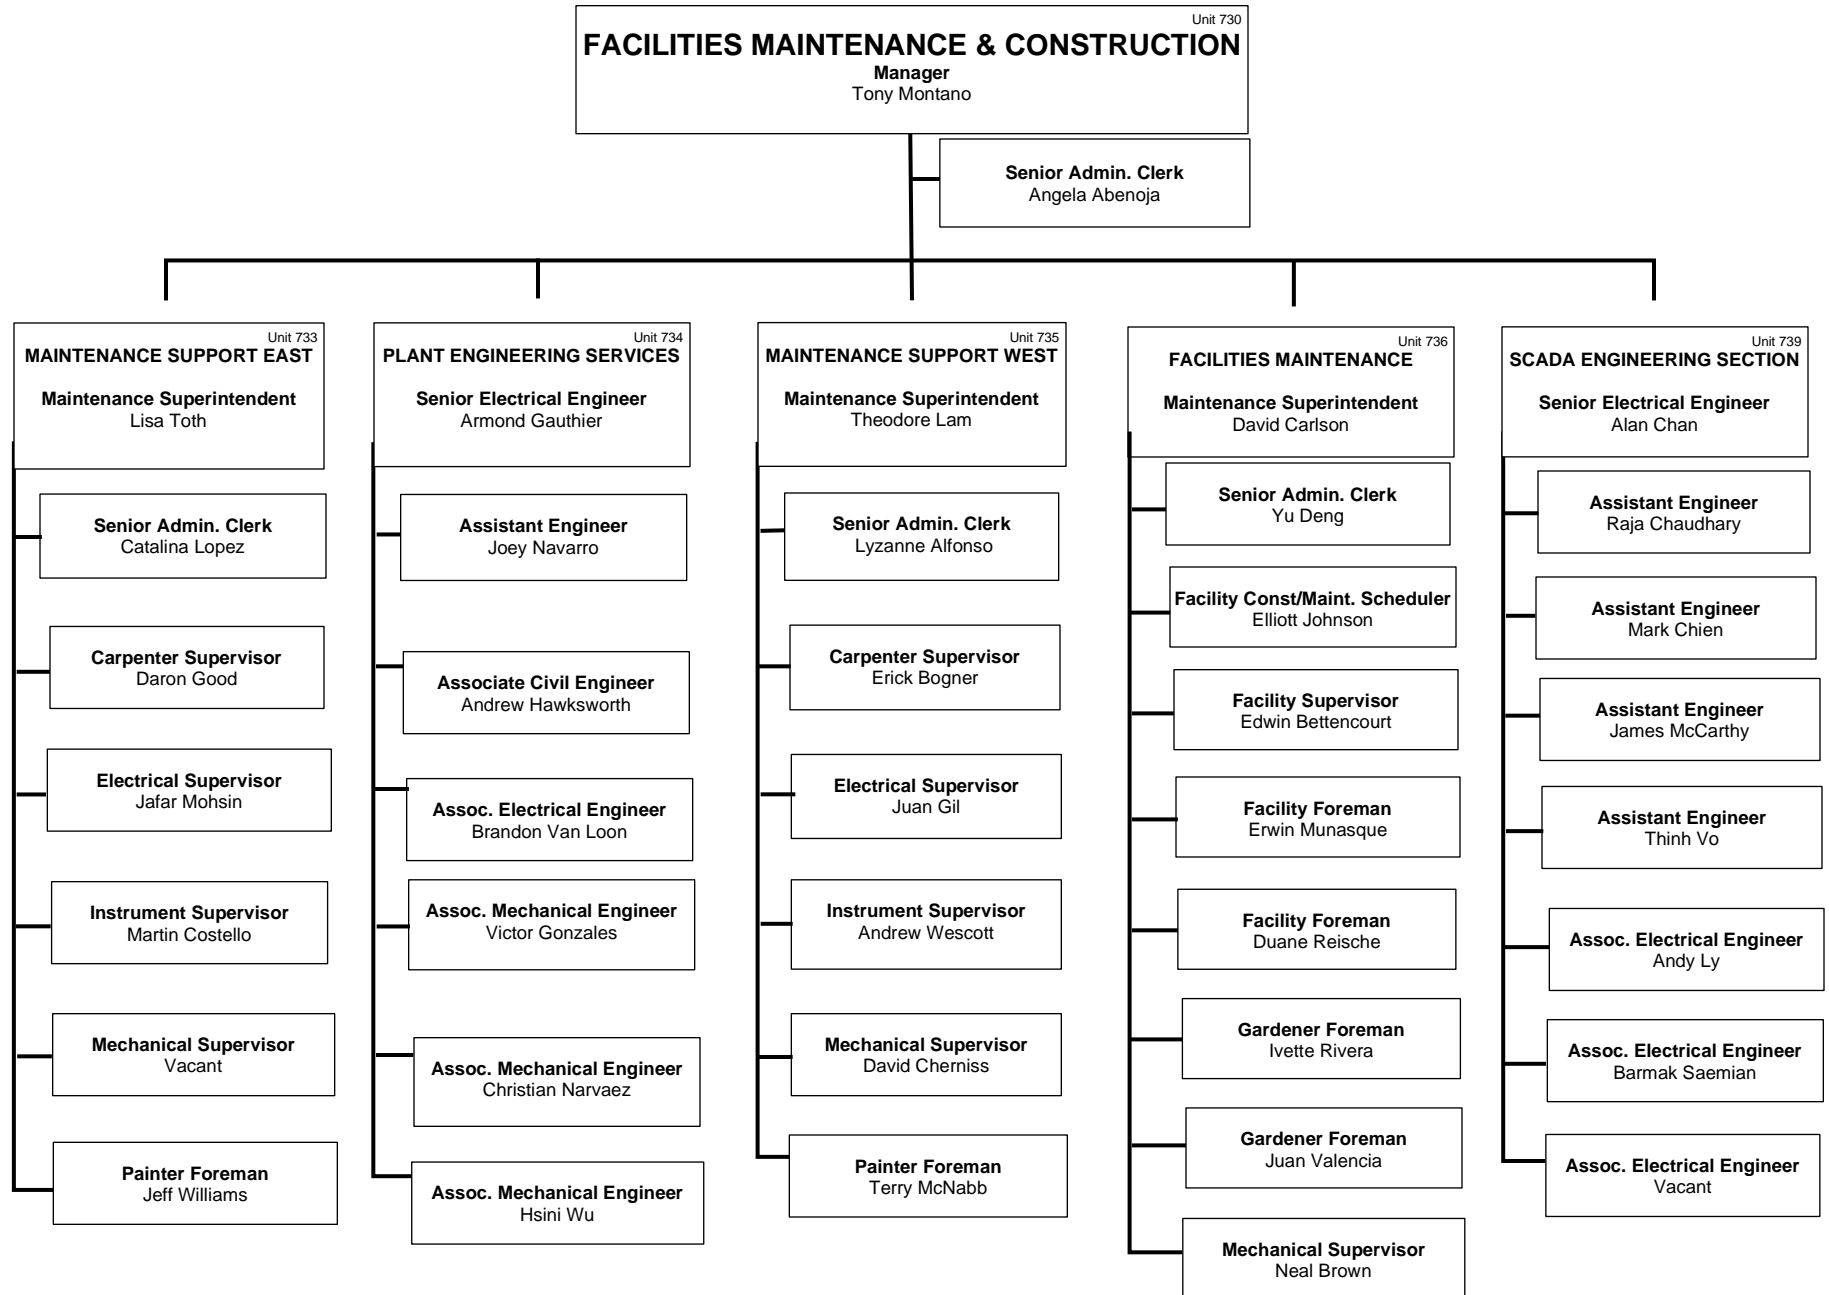 Unit 730
FACILITIES MAINTENANCE & CONSTRUCTION
Manager
Tony Montano
Senior Admin. Clerk
Angela Abenoja
Unit 733
MAINTENANCE SUPPORT EAST
Maintenance Superintendent
Lisa Toth
Senior Admin. Clerk
Catalina Lopez
Carpenter Supervisor
Daron Good
Electrical Supervisor
Jafar Mohsin
Instrument Supervisor
Martin Costello
Mechanical Supervisor
Vacant
Painter Foreman
Jeff Williams
Unit 734
PLANT ENGINEERING SERVICES
Senior Electrical Engineer
Armond Gauthier
Assistant Engineer
Joey Navarro
Associate Civil Engineer
Andrew Hawksworth
Assoc. Electrical Engineer
Brandon Van Loon
Assoc. Mechanical Engineer
Victor Gonzales
Assoc. Mechanical Engineer
Christian Narvaez
Assoc. Mechanical Engineer
Hsini Wu
Unit 735
MAINTENANCE SUPPORT WEST
Maintenance Superintendent
Theodore Lam
Senior Admin. Clerk
Lyzanne Alfonso
Carpenter Supervisor
Erick Bogner
Electrical Supervisor
Juan Gil
Instrument Supervisor
Andrew Wescott
Mechanical Supervisor
David Cherniss
Painter Foreman
Terry McNabb
Unit 736
FACILITIES MAINTENANCE
Maintenance Superintendent
David Carlson
Senior Admin. Clerk
Yu Deng
Facility Const/Maint. Scheduler
Elliott Johnson
Facility Supervisor
Edwin Bettencourt
Facility Foreman
Erwin Munasque
Facility Foreman
Duane Reische
Gardener Foreman
Ivette Rivera
Gardener Foreman
Juan Valencia
Mechanical Supervisor
Neal Brown
Unit 739
SCADA ENGINEERING SECTION
Senior Electrical Engineer
Alan Chan
Assistant Engineer
Raja Chaudhary
Assistant Engineer
Mark Chien
Assistant Engineer
James McCarthy
Assistant Engineer
Thinh Vo
Assoc. Electrical Engineer
Andy Ly
Assoc. Electrical Engineer
Barmak Saemian
Assoc. Electrical Engineer
Vacant